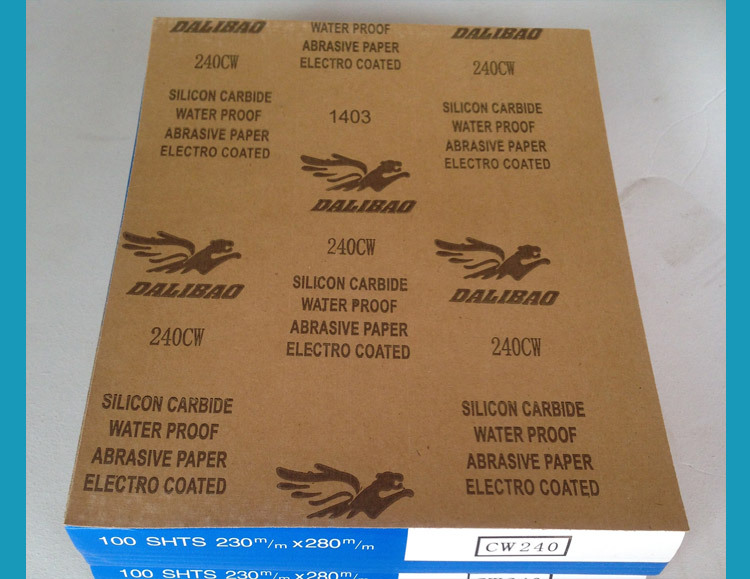 DALIBAO
240CW
SILICON CARBIDE
WATER PROOF
ABRASIVE PAPER
ELECTRO COATED
WATER PROOF
ABRASIVE PAPER
ELECTRO COATED
1403
DALIBAO
240CW
SILICON CARBIDE
WATER PROOF
ABRASIVE PAPER
ELECTRO COATED
DALIBAO
240CW
SILICON CARBIDE
WATER PROOF
ABRASIVE PAPER
ELECTRO COATED
DALIBAO
240CW
SILICON CARBIDE
WATER PROOF
ABRASIVE PAPER
ELECTRO COATED
DALIBAO
240CW
SILICON CARBIDE
WATER PROOF
ABRASIVE PAPER
ELECTRO COATED
100 SHTS 230m/m x280m/m
CW240
100 SHTS 230m/m x280m/m